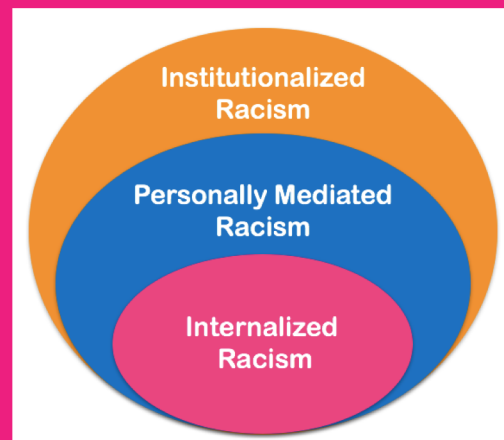 Institutionalized
Racism
Personally Mediated
Racism
Internalized
Racism